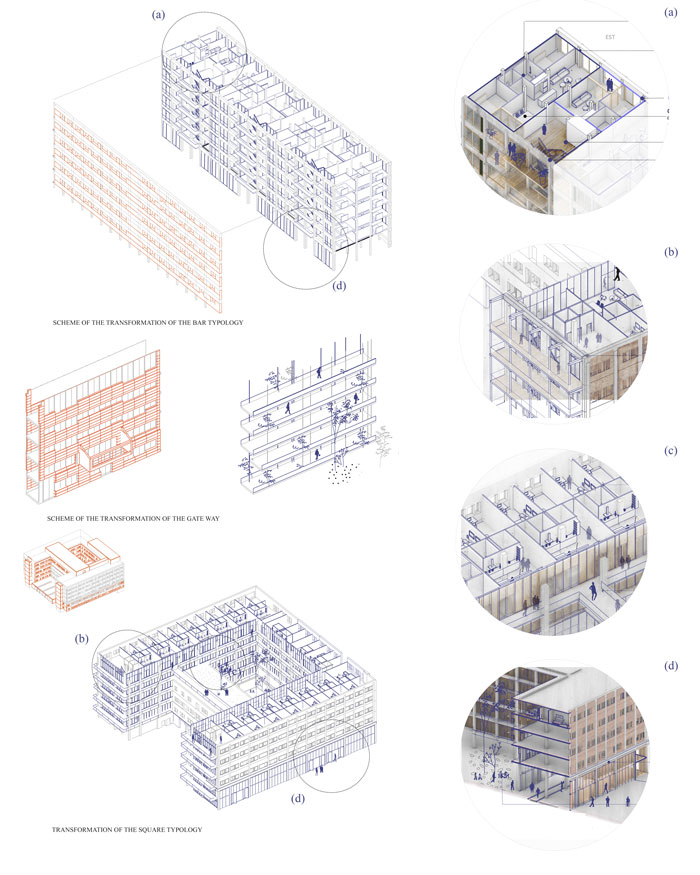 (a)
(a)
EST
(d)
SCHEME OF THE TRANSFORMATION OF THE BAR TYPOLOGY
(b)
SCHEME OF THE TRANSFORMATION OF THE GATE WAY
(c)
(b)
(c)
(d)
(d)
TRANSFORMATION OF THE SQUARE TYPOLOGY